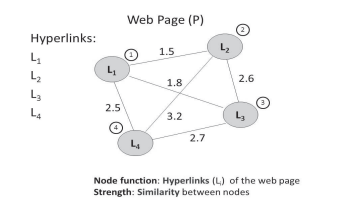 Web Page (P)
Hyperlinks:
L1
L2
L3
L4
1
L1
2
L2
3
L3
4
L4
1.5
1.8
2.6
2.5
3.2
2.7
Node function: Hyperlinks (Li) of the web page
Strength: Similarity between nodes